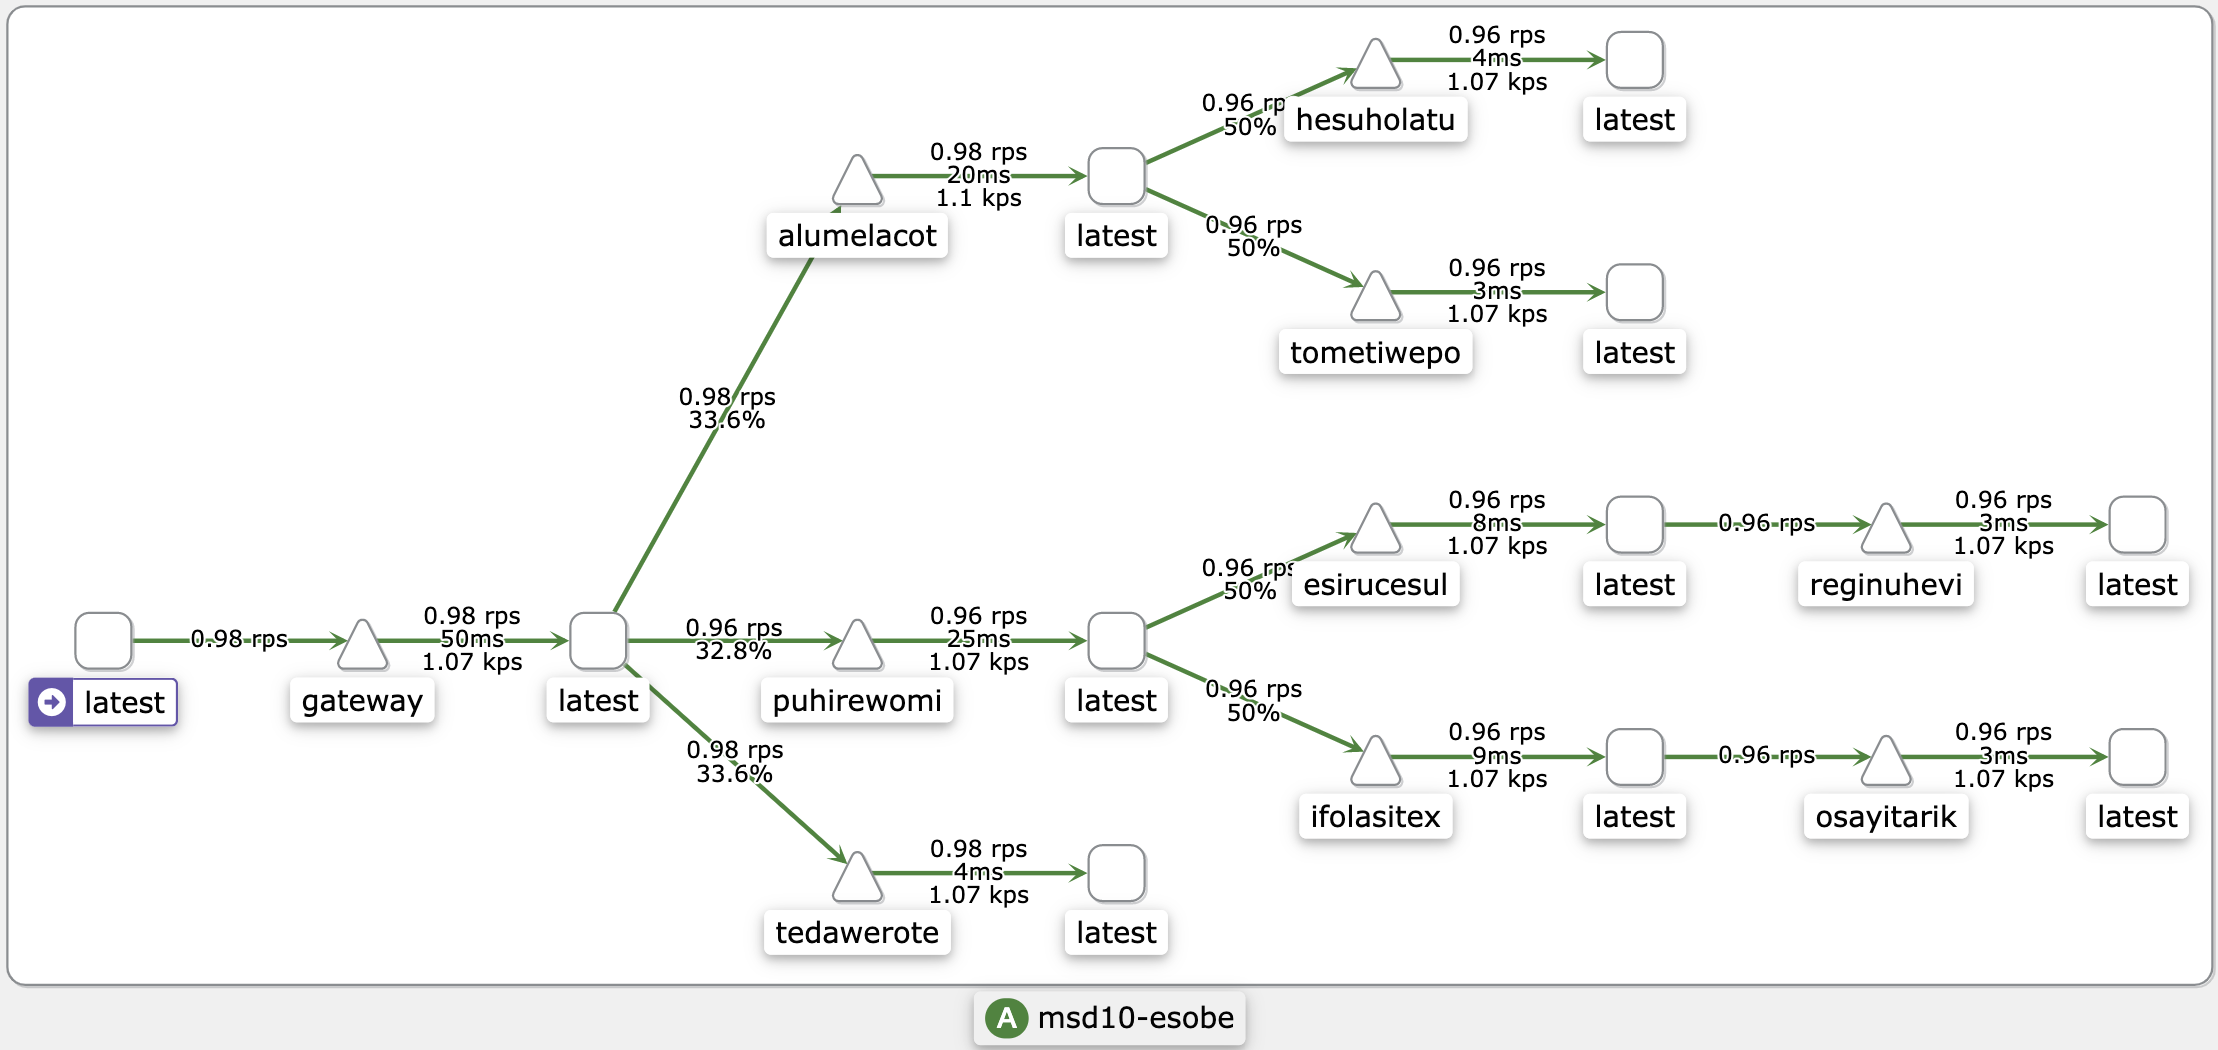 0.96 rps
4ms
1.07 kps
0.96 rp
50%
hesuholatu
latest
0.98 rps
20ms
1.1 kps
alumelacot
latest
0.96 rps
50%
0.96 rps
3ms
1.07 kps
tometiwepo
latest
0.98 rps
33.6%
0.96 rps
8ms
1.07 kps
0.96 rps
0.96 rps
3ms
1.07 kps
0.96 rps
50%
esirucesul
latest
reginuhevi
latest
0.98 rps
0.98 rps
50ms
1.07 kps
0.96 rps
32.8%
0.96 rps
25ms
1.07 kps
latest
gateway
latest
puhirewomi
latest
0.96 rps
50%
0.96 rps
9ms
1.07 kps
0.96 rps
0.96 rps
3ms
1.07 kps
0.98 rps
33.6%
ifolasitex
latest
osayitarik
latest
0.98 rps
4ms
1.07 kps
tedawerote
latest
A msd10-esobe